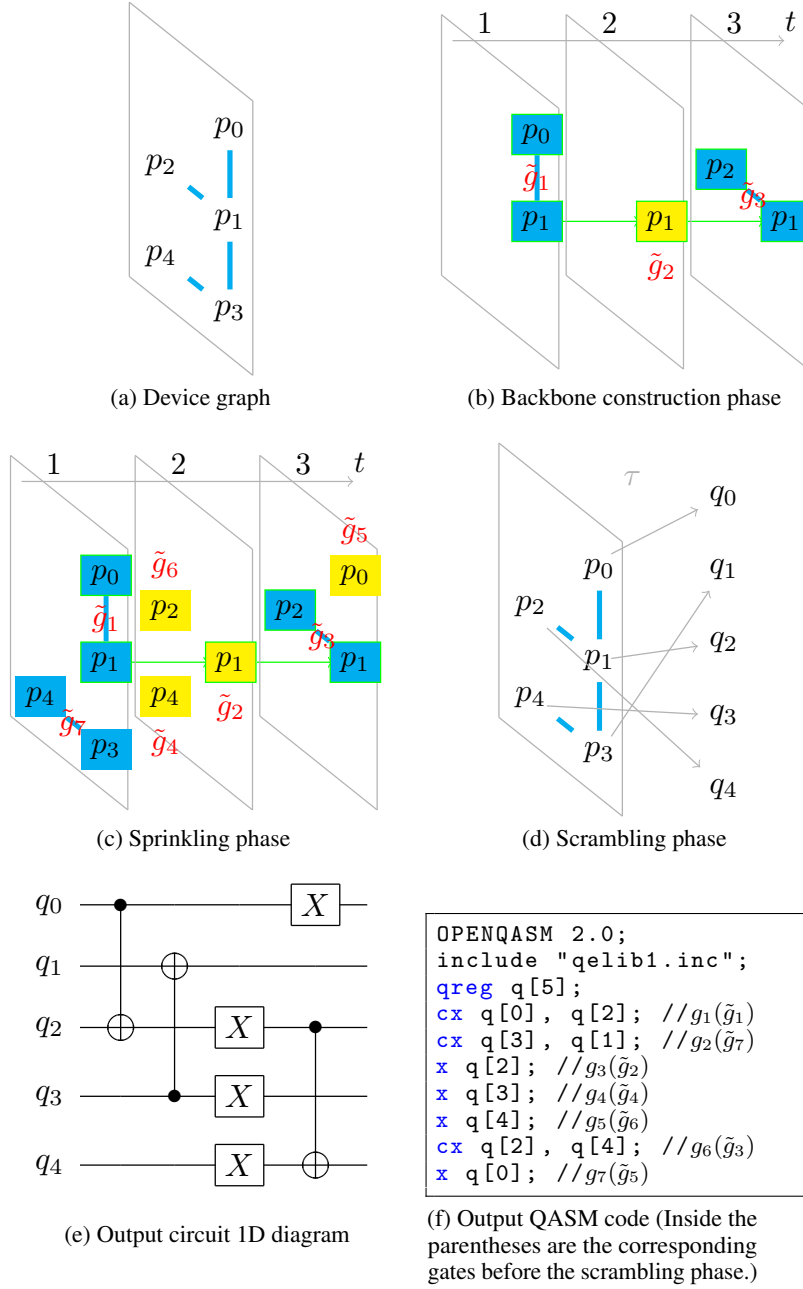 p₀
p₂
p₁
p₄
p₃
(a) Device graph
1 2 3 t
p₀
g̃₁
p₁
p₁
g̃₂
p₂
g̃₃
p₁
(b) Backbone construction phase
1 2 3 t
p₀
g̃₁
p₁
p₄
g̃₇
p₃
g̃₆
p₂
p₁
g̃₂
p₄
g̃₄
g̃₅
p₀
p₂
g̃₃
p₁
(c) Sprinkling phase
τ
p₀
p₂
p₁
p₄
p₃
q₀
q₁
q₂
q₃
q₄
(d) Scrambling phase
q₀ X
q₁
q₂ X
q₃ X
q₄ X
(e) Output circuit 1D diagram
OPENQASM 2.0;
include "qelib1.inc";
qreg q[5];
cx q[0], q[2]; //g₁(g̃₁)
cx q[3], q[1]; //g₂(g̃₇)
x q[2]; //g₃(g̃₂)
x q[3]; //g₄(g̃₄)
x q[4]; //g₅(g̃₆)
cx q[2], q[4]; //g₆(g̃₃)
x q[0]; //g₇(g̃₅)
(f) Output QASM code (Inside the
parentheses are the corresponding
gates before the scrambling phase.)